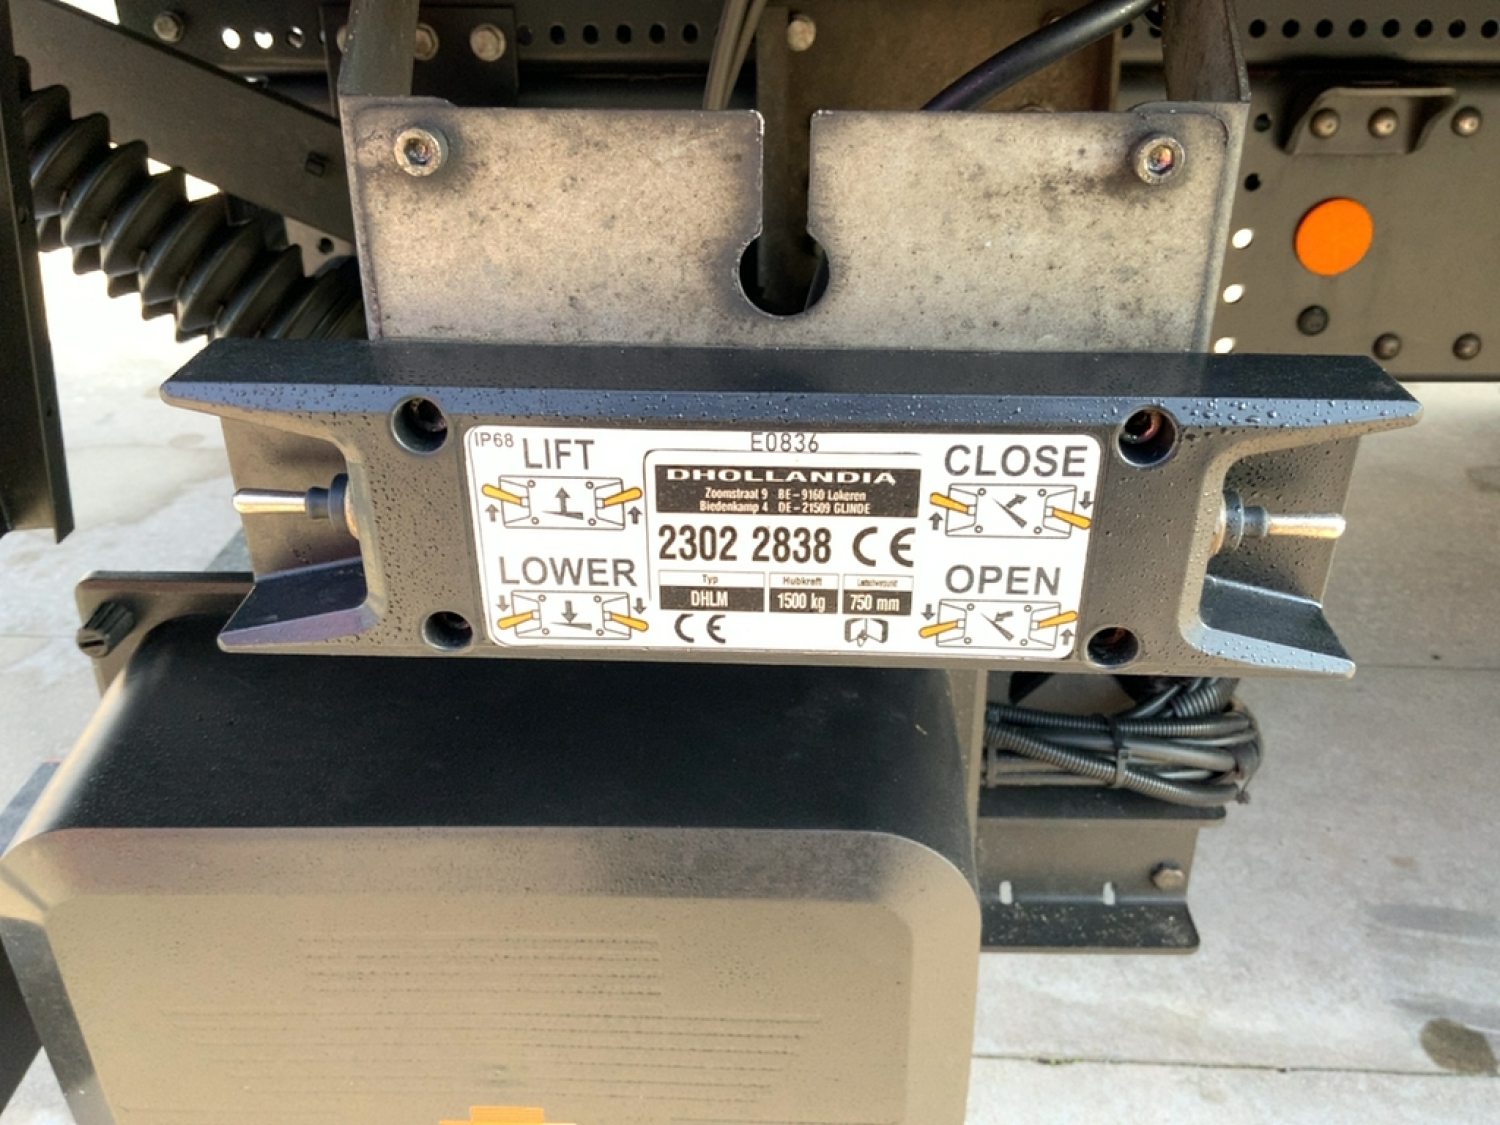 IP68
E0836
LIFT
CLOSE
DHOLLANDIA
Zoomstraat 9 BE-9160 Lokeren
Biedenkamp 4 DE-21509 GLINDE
2302 2838 CE
LOWER
OPEN
Typ
Hubkraft
DHLM
1500 kg
750 mm
CE